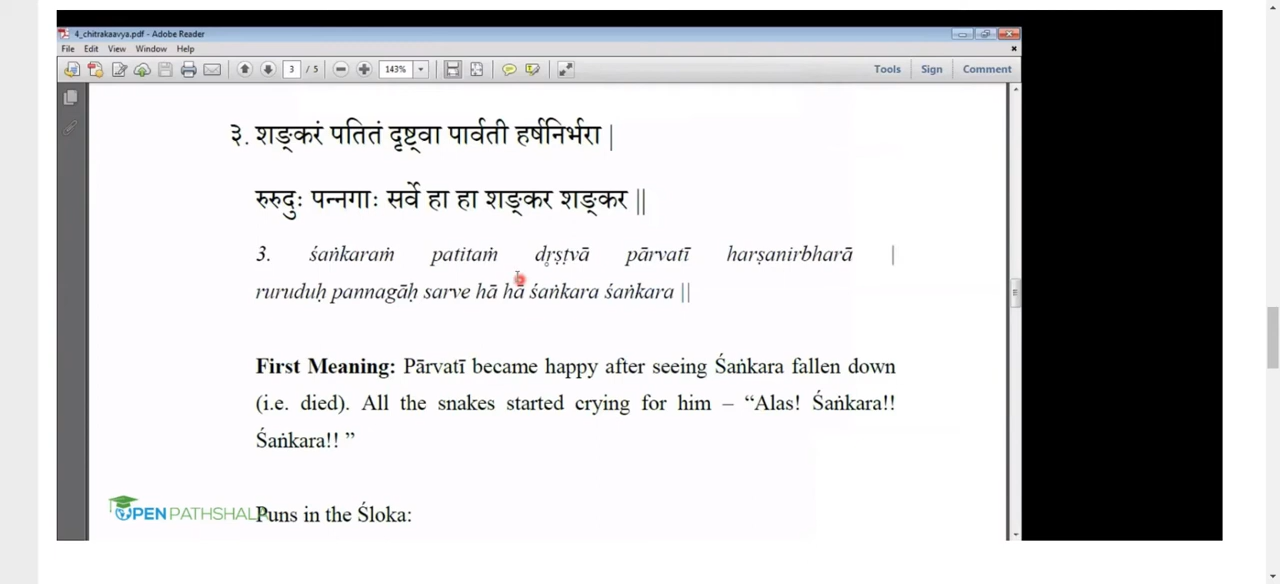 4_chitrakaavya.pdf - Adobe Reader
File Edit View Window Help
3 / 5 143% Tools Sign Comment
३. शङ्करं पतितं दृष्ट्वा पार्वती हर्षनिर्भरा |
रुरुदुः पन्नगाः सर्वे हा हा शङ्कर शङ्कर ||
3. śaṅkaraṁ patitaṁ dr̥ṣṭvā pārvatī harṣanirbharā |
ruruduḥ pannagāḥ sarve hā hā śaṅkara śaṅkara ||
First Meaning: Pārvatī became happy after seeing Śaṅkara fallen down
(i.e. died). All the snakes started crying for him – “Alas! Śaṅkara!!
Śaṅkara!! ”
OPEN PATHSHALA
Puns in the Śloka: